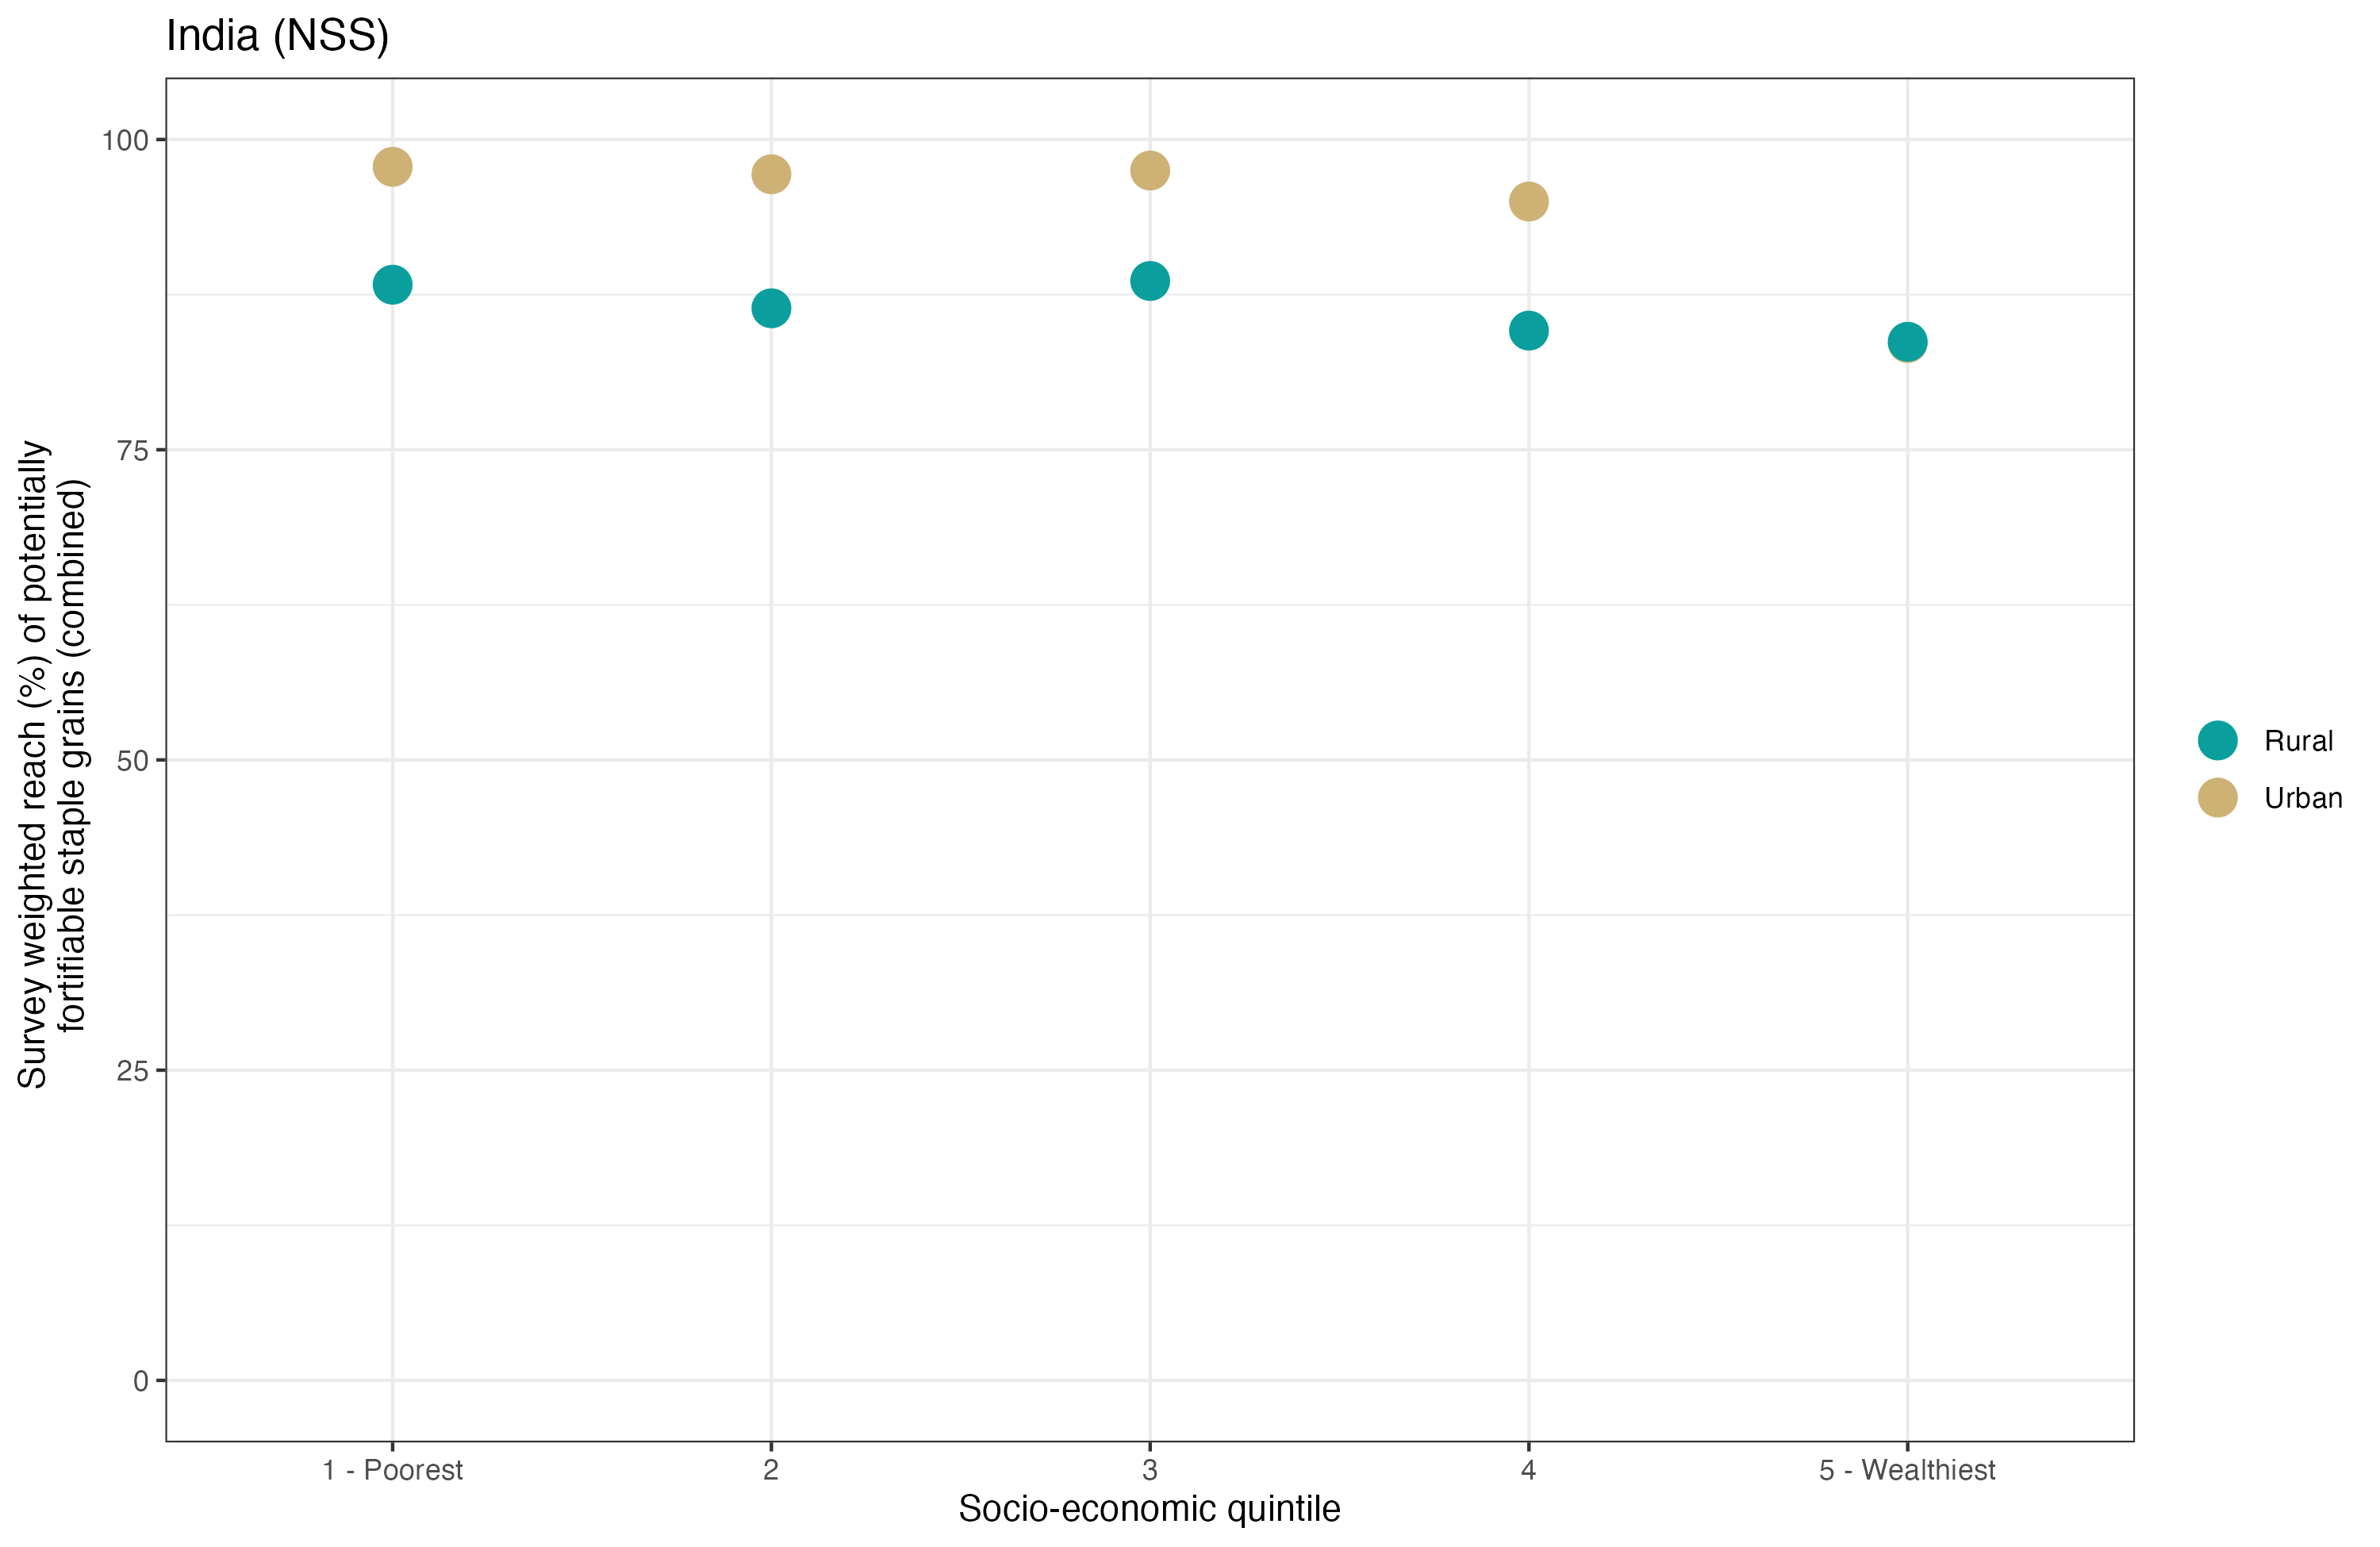 India (NSS)
Survey weighted reach (%) of potentially
fortifiable staple grains (combined)
100
75
50
25
0
1 - Poorest
2
3
4
5 - Wealthiest
Socio-economic quintile
Rural
Urban